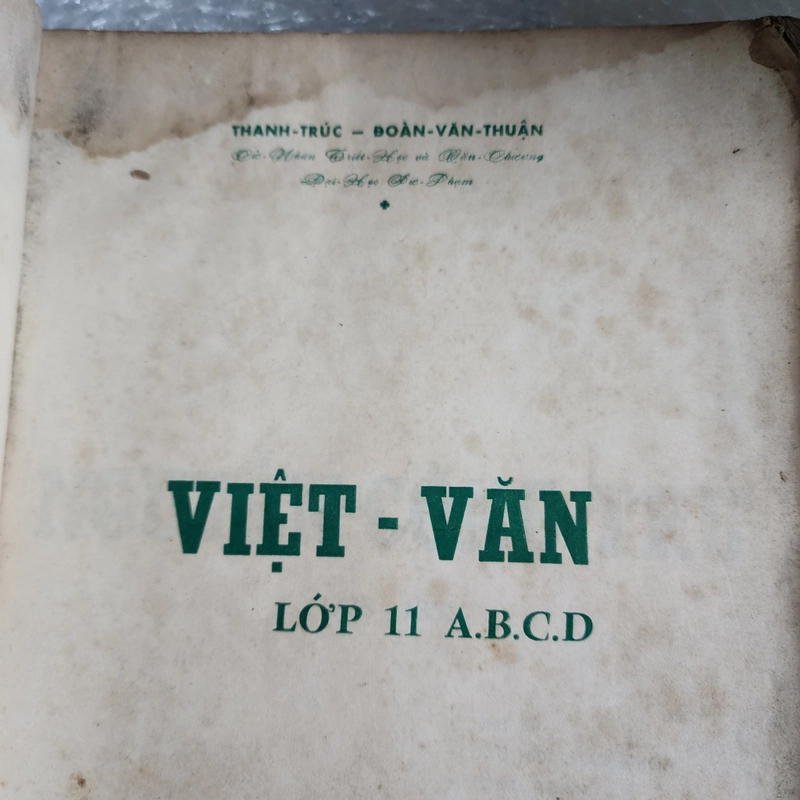 THANH-TRÚC – ĐOÀN-VĂN-THUẬN
Cử-Nhân Triết-Học và Văn-Chương
Đại-Học Sư-Phạm
VIỆT - VĂN
LỚP 11 A.B.C.D